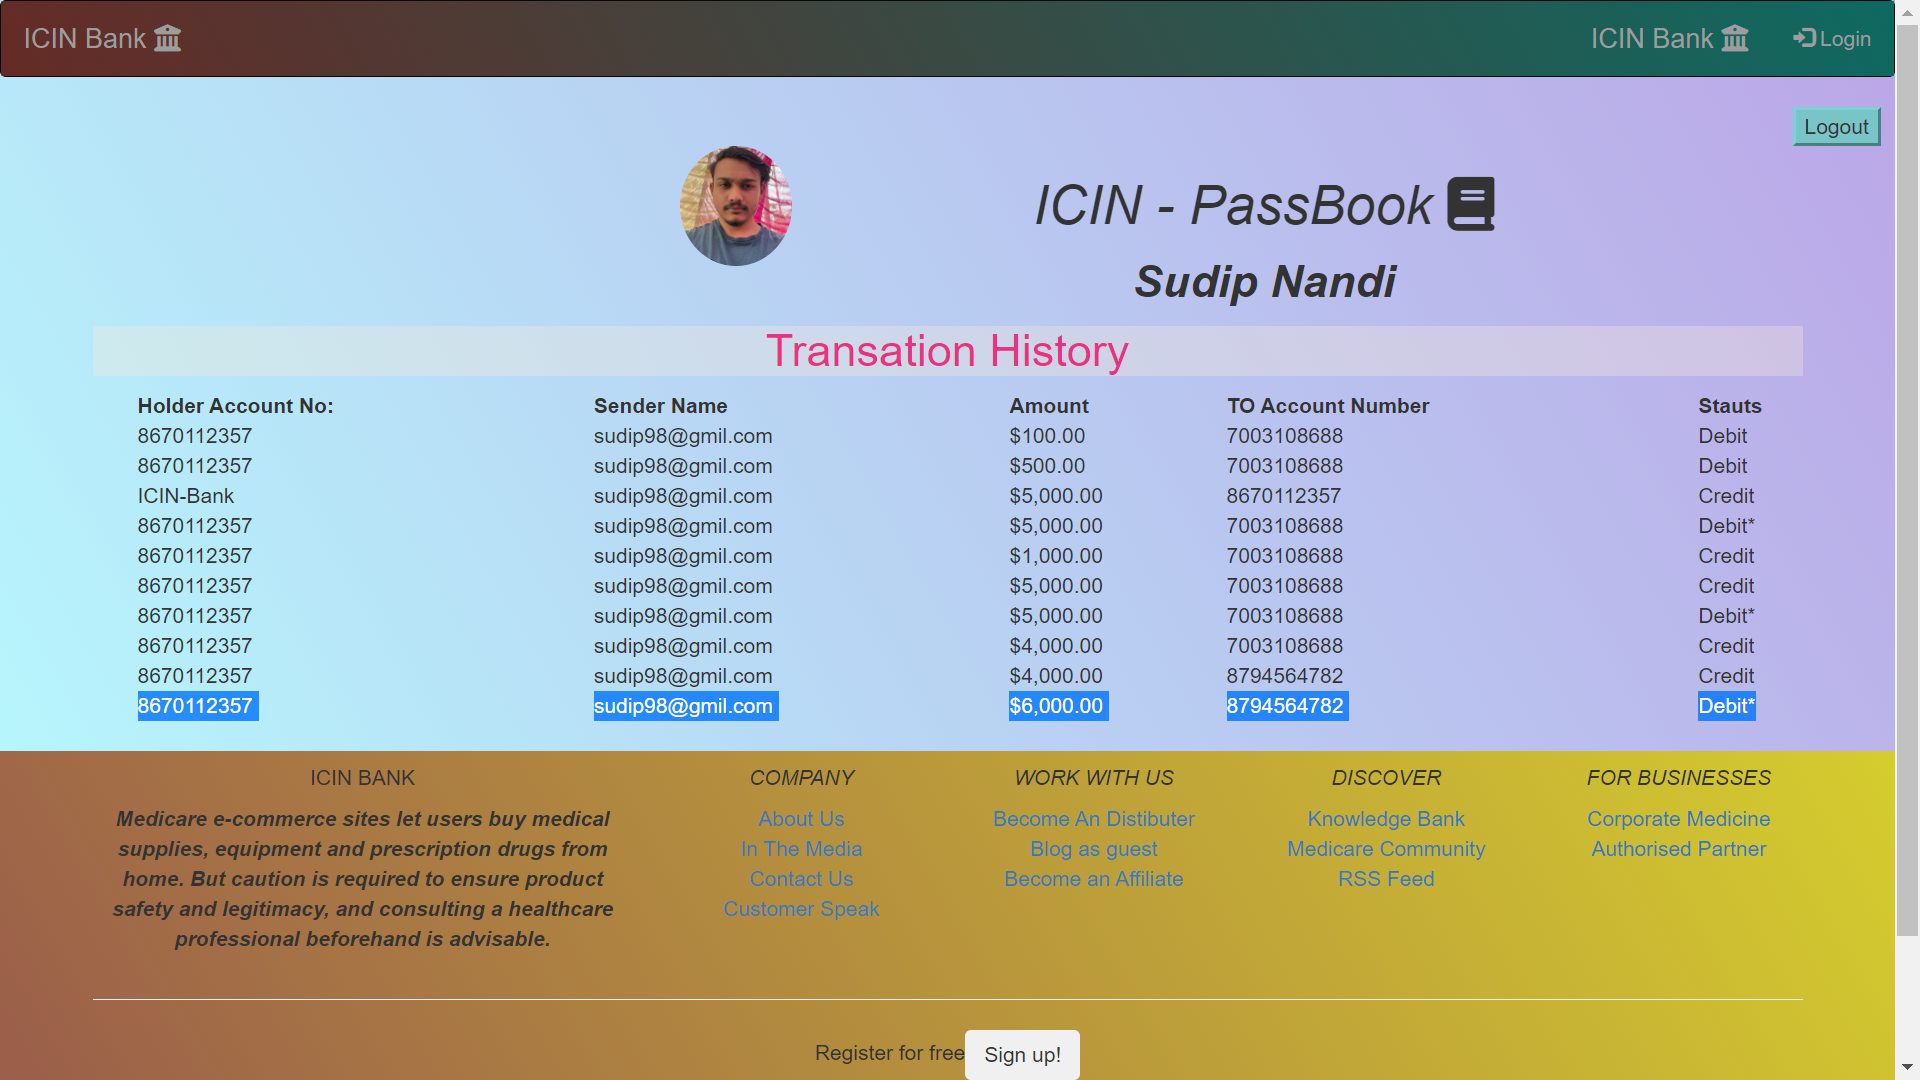 ICIN Bank
ICIN Bank Login
Logout
ICIN - PassBook
Sudip Nandi
Transation History
Holder Account No: Sender Name Amount TO Account Number Stauts
8670112357 sudip98@gmil.com $100.00 7003108688 Debit
8670112357 sudip98@gmil.com $500.00 7003108688 Debit
ICIN-Bank sudip98@gmil.com $5,000.00 8670112357 Credit
8670112357 sudip98@gmil.com $5,000.00 7003108688 Debit*
8670112357 sudip98@gmil.com $1,000.00 7003108688 Credit
8670112357 sudip98@gmil.com $5,000.00 7003108688 Credit
8670112357 sudip98@gmil.com $5,000.00 7003108688 Debit*
8670112357 sudip98@gmil.com $4,000.00 7003108688 Credit
8670112357 sudip98@gmil.com $4,000.00 8794564782 Credit
8670112357 sudip98@gmil.com $6,000.00 8794564782 Debit*
ICIN BANK
Medicare e-commerce sites let users buy medical
supplies, equipment and prescription drugs from
home. But caution is required to ensure product
safety and legitimacy, and consulting a healthcare
professional beforehand is advisable.
COMPANY
About Us
In The Media
Contact Us
Customer Speak
WORK WITH US
Become An Distibuter
Blog as guest
Become an Affiliate
DISCOVER
Knowledge Bank
Medicare Community
RSS Feed
FOR BUSINESSES
Corporate Medicine
Authorised Partner
Register for free Sign up!